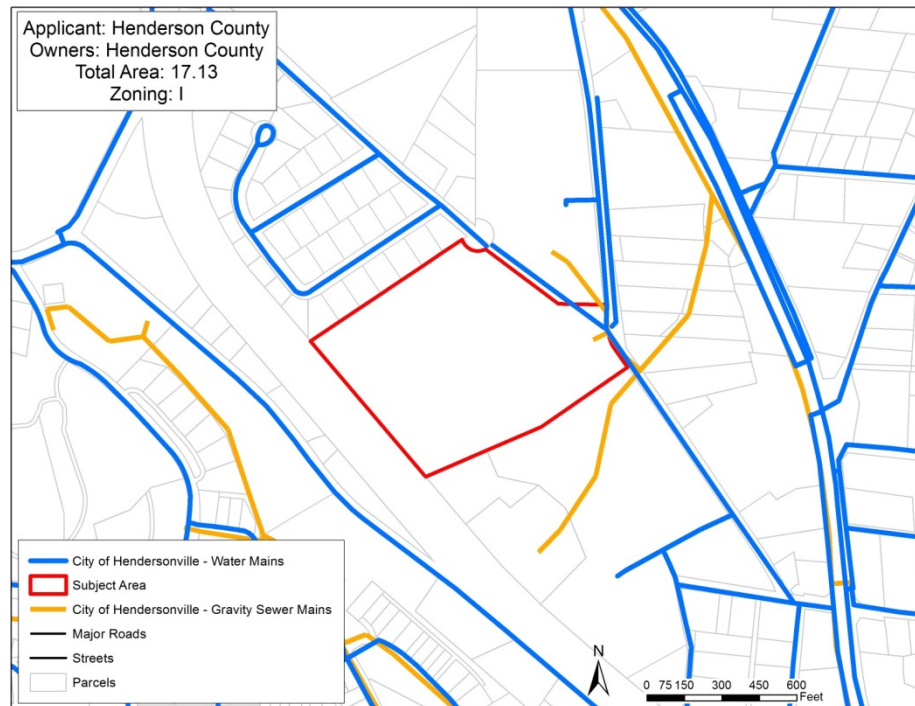 Applicant: Henderson County
Owners: Henderson County
Total Area: 17.13
Zoning: I
City of Hendersonville - Water Mains
Subject Area
City of Hendersonville - Gravity Sewer Mains
Major Roads
Streets
Parcels
N
0 75 150 300 450 600
Feet